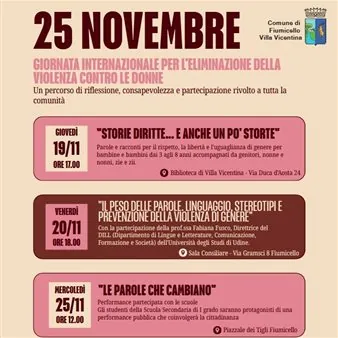 25 NOVEMBRE
Comune di
Fiumicello
Villa Vicentina
GIORNATA INTERNAZIONALE PER L'ELIMINAZIONE DELLA
VIOLENZA CONTRO LE DONNE
Un percorso di riflessione, consapevolezza e partecipazione rivolto a tutta la
comunità
GIOVEDÌ
19/11
ORE 17.00
"STORIE DIRITTE... E ANCHE UN PO' STORTE"
Parole e racconti per il rispetto, la libertà e l'uguaglianza di genere per
bambine e bambini dai 3 agli 8 anni accompagnati da genitori, nonne e
nonni, zie e zii.
Biblioteca di Villa Vicentina - Via Duca d'Aosta 24
VENERDÌ
20/11
ORE 18.00
"IL PESO DELLE PAROLE. LINGUAGGIO, STEREOTIPI E
PREVENZIONE DELLA VIOLENZA DI GENERE"
Con la partecipazione della prof.ssa Fabiana Fusco, Direttrice del
DILL (Dipartimento di Lingue e Letterature, Comunicazione,
Formazione e Società) dell'Università degli Studi di Udine.
Sala Consiliare - Via Gramsci 8 Fiumicello
MERCOLEDÌ
25/11
ORE 12.00
"LE PAROLE CHE CAMBIANO"
Performance partecipata con le scuole
Gli studenti della Scuola Secondaria di I grado saranno protagonisti di una
performance pubblica che coinvolgerà la cittadinanza
Piazzale dei Tigli Fiumicello